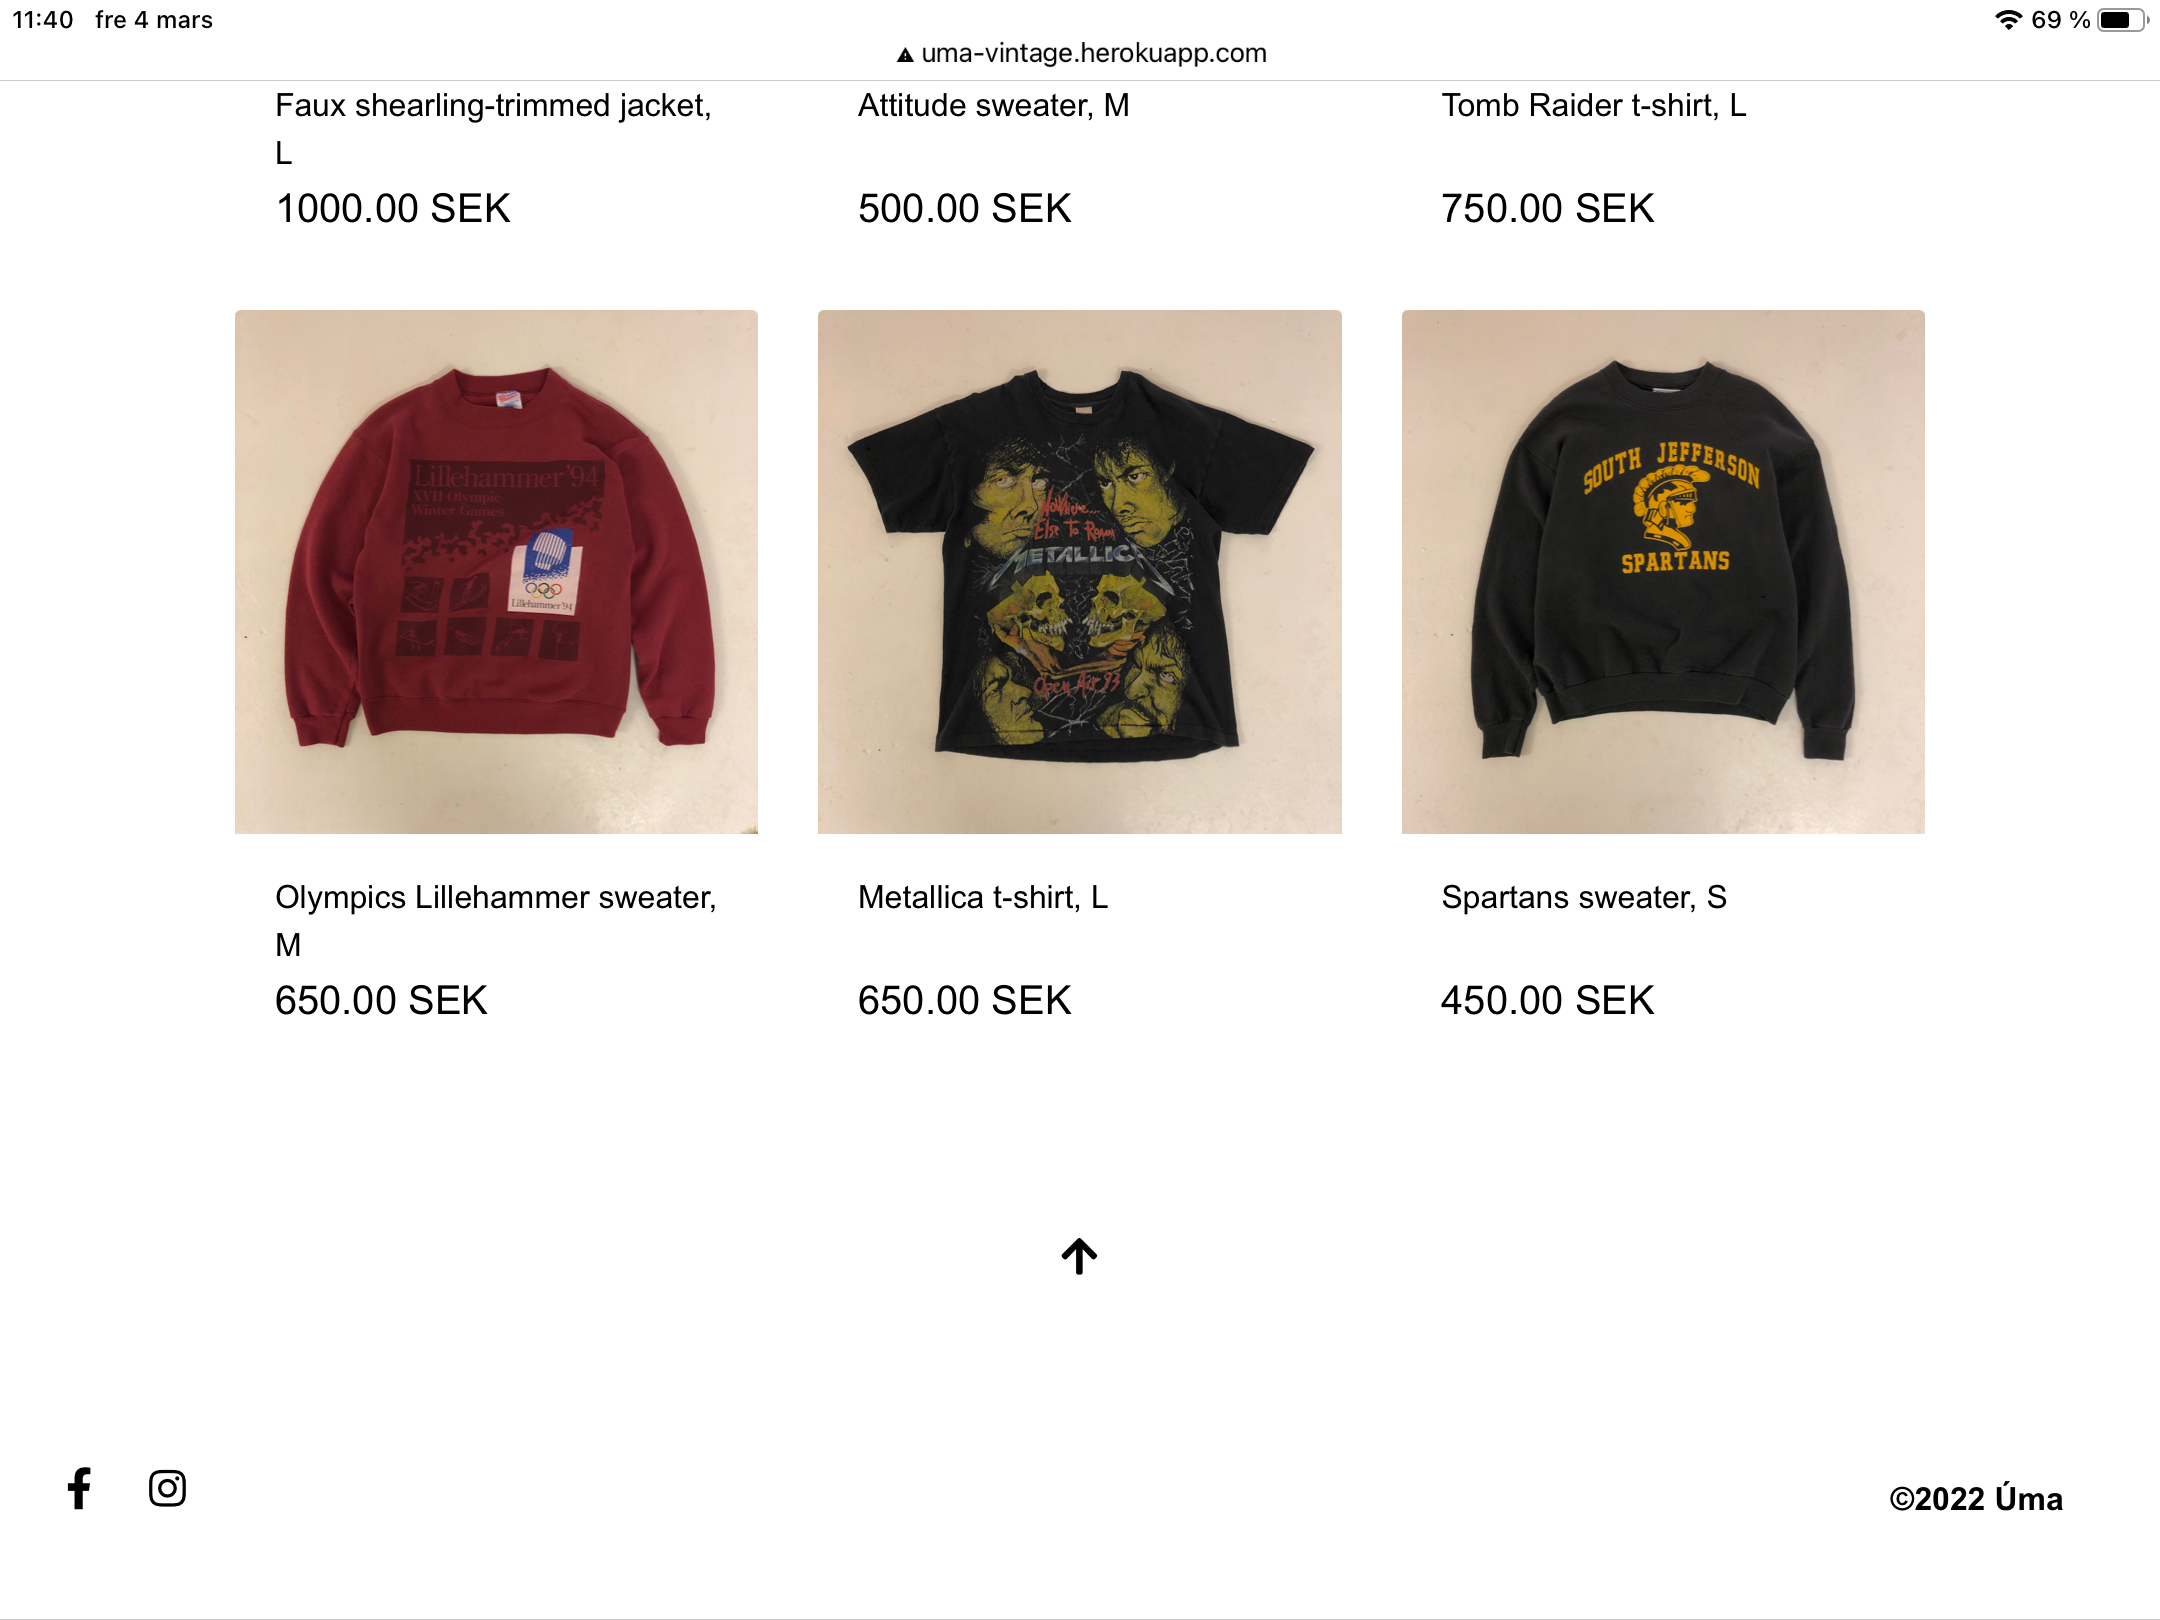 11:40 fre 4 mars
69 %
uma-vintage.herokuapp.com
Faux shearling-trimmed jacket,
L
1000.00 SEK
Attitude sweater, M
500.00 SEK
Tomb Raider t-shirt, L
750.00 SEK
Lillehammer '94
XVII Olympic
Winter Games
Lillehammer '94
Olympics Lillehammer sweater,
M
650.00 SEK
NoWhere...
Else To Roam
METALLICA
Open Air 93
Metallica t-shirt, L
650.00 SEK
SOUTH JEFFERSON
SPARTANS
Spartans sweater, S
450.00 SEK
©2022 Úma